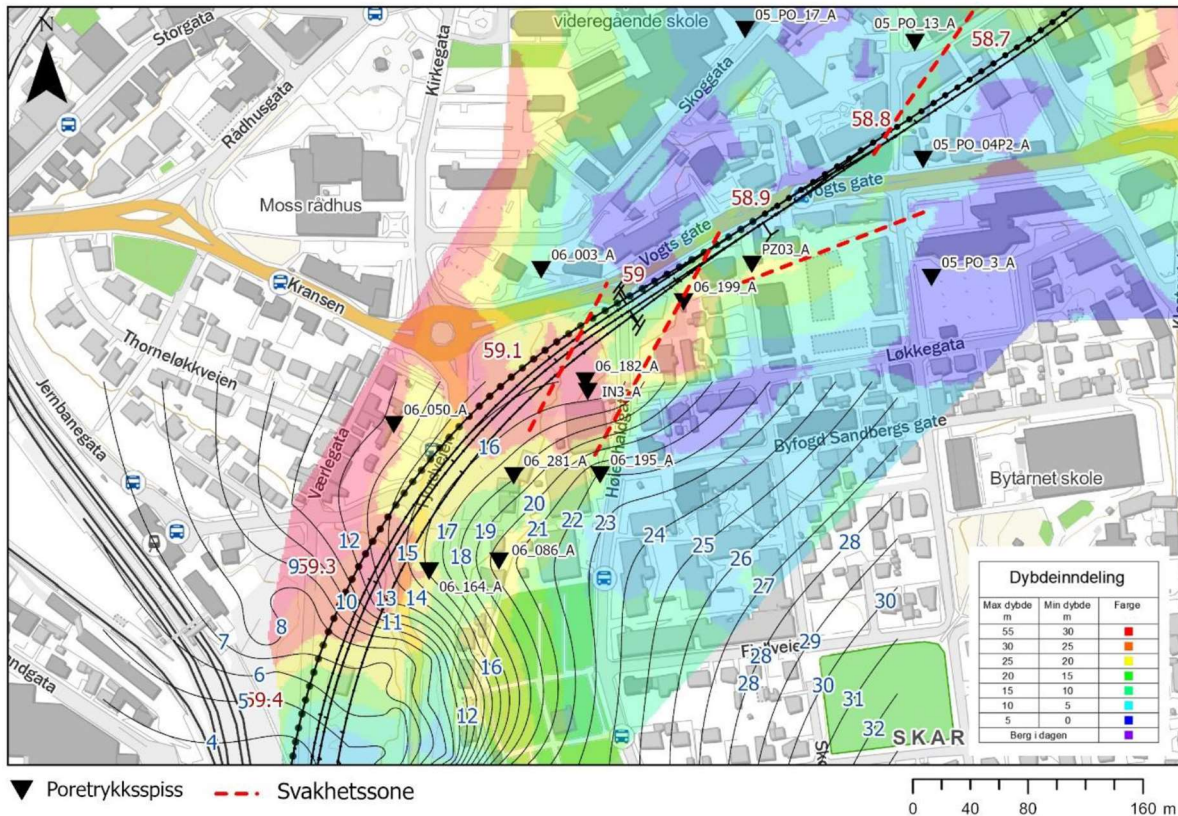 videregående skole
05_PO_17_A
05_PO_13_A
58.7
N
Storgata
Kirkegata
Rådhusgata
Skoggata
58.8
05_PO_04P2_A
Moss rådhus
58.9
Vogts gate
Vogts gate
06_003_A
PZ03_A
05_PO_3_A
59
06_199_A
Kransen
Thorneløkkveien
59.1
Løkkegata
06_182_A
IN3_A
Jernbanegata
06_050_A
Værlegata
16
Byfogd Sandbergs gate
06_281_A
06_195_A
Bytårnet skole
20
17
19
21
22
23
24
25
26
28
12
15
18
06_086_A
9
59.3
06_164_A
27
10
13
14
11
30
8
7
29
28
6
16
28
30
31
5
59.4
12
32
4
SKAR
Dybdeinndeling
Max dybde m
Min dybde m
Farge
55 30
30 25
25 20
20 15
15 10
10 5
5 0
Berg i dagen
Poretrykksspiss
Svakhetssone
0 40 80 160 m